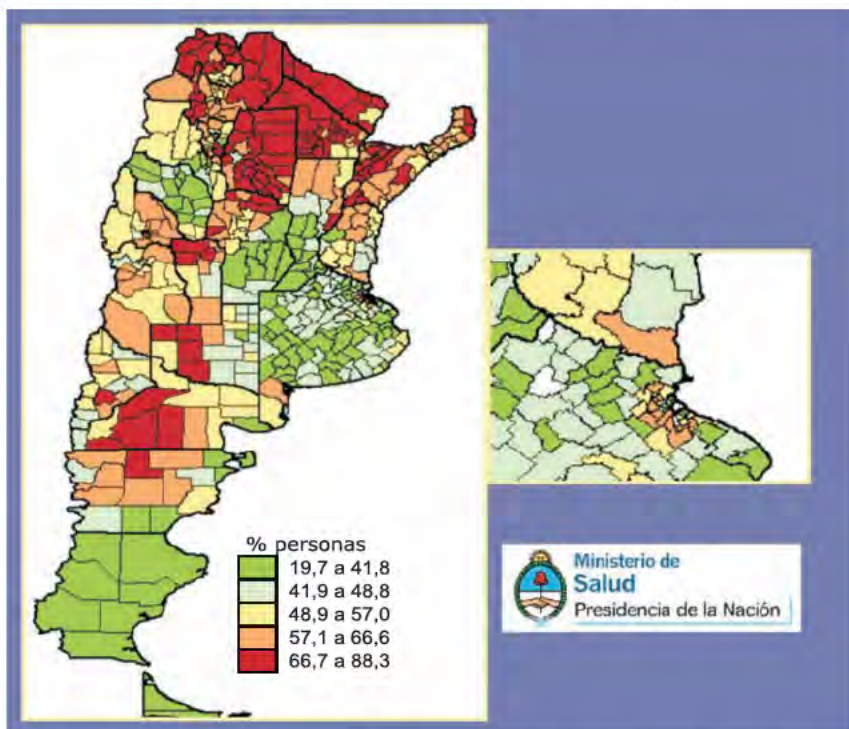 % personas
19,7 a 41,8
41,9 a 48,8
48,9 a 57,0
57,1 a 66,6
66,7 a 88,3
Ministerio de
Salud
Presidencia de la Nación